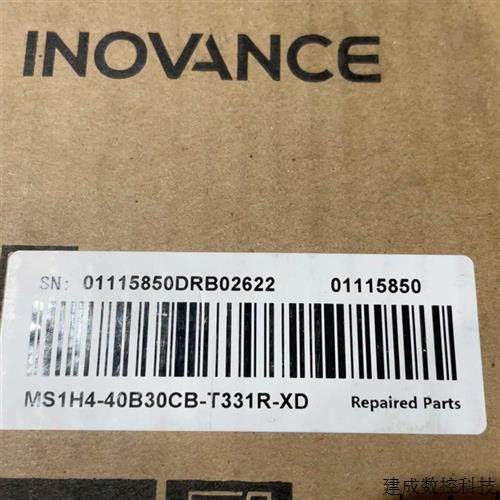 INOVANCE
SN: 01115850DRB02622 01115850
MS1H4-40B30CB-T331R-XD Repaired Parts
建成数控科技